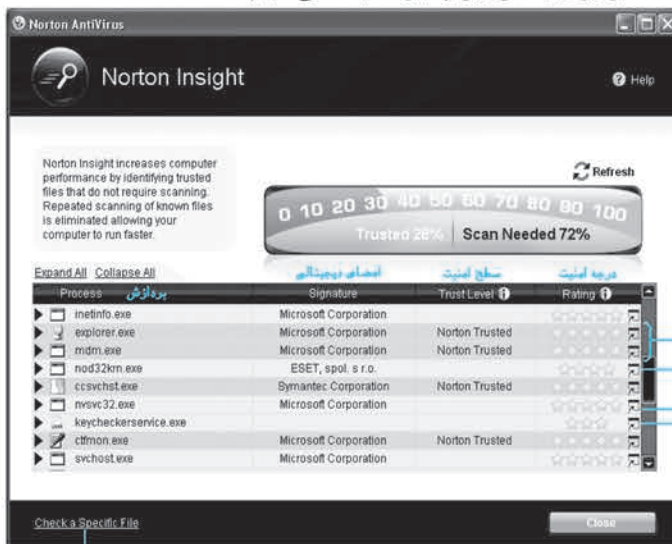 Norton AntiVirus
Norton Insight
Help
Norton Insight increases computer
performance by identifying trusted
files that do not require scanning.
Repeated scanning of known files
is eliminated allowing your
computer to run faster.
Refresh
0 10 20 30 40 50 60 70 80 90 100
Trusted 28% Scan Needed 72%
Expand All Collapse All
امضای دیجیتالی سطح امنیت درجه امنیت
Process پردازش Signature Trust Level Rating
inetinfo.exe Microsoft Corporation
explorer.exe Microsoft Corporation Norton Trusted
mdm.exe Microsoft Corporation Norton Trusted
nod32krn.exe ESET, spol. s r.o.
ccsvchst.exe Symantec Corporation Norton Trusted
nvsvc32.exe Microsoft Corporation
keycheckerservice.exe
ctfmon.exe Microsoft Corporation Norton Trusted
svchost.exe Microsoft Corporation
Check a Specific File
Close